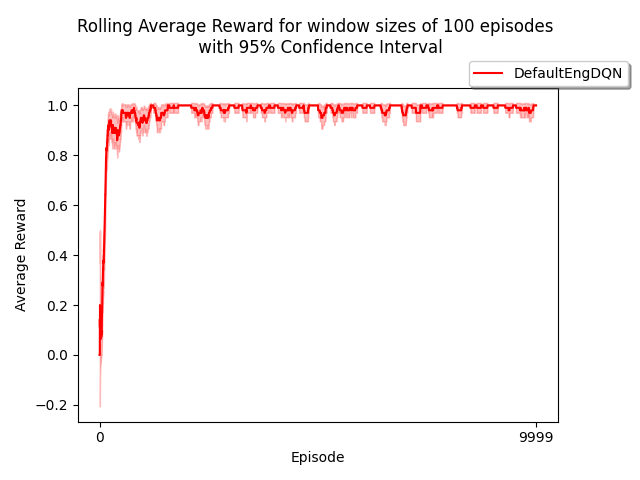 Rolling Average Reward for window sizes of 100 episodes
with 95% Confidence Interval
DefaultEngDQN
1.0
0.8
0.6
0.4
0.2
0.0
−0.2
Average Reward
0
9999
Episode